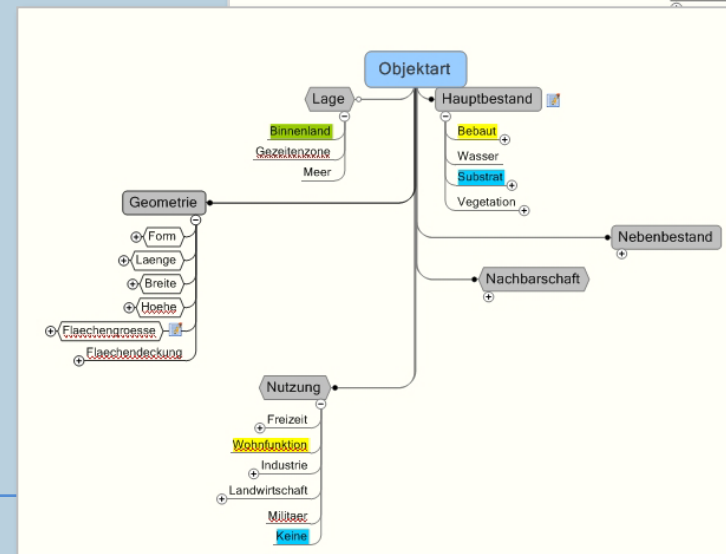 Objektart
Lage
Hauptbestand
Binnenland
Gezeitenzone
Meer
Bebaut
Wasser
Substrat
Vegetation
Geometrie
Form
Laenge
Breite
Hoehe
Flaechengroesse
Flaechendeckung
Nebenbestand
Nachbarschaft
Nutzung
Freizeit
Wohnfunktion
Industrie
Landwirtschaft
Militaer
Keine